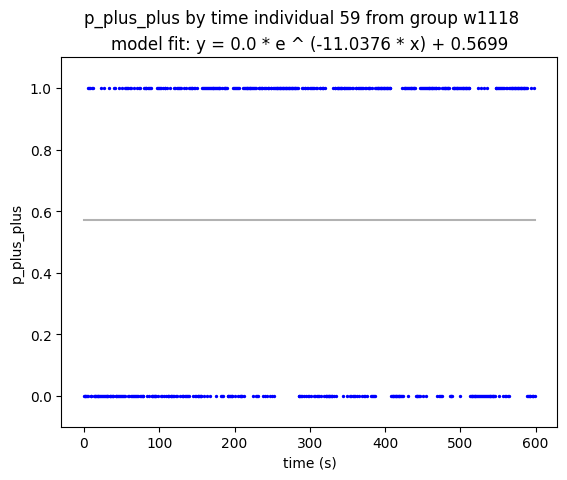 p_plus_plus by time individual 59 from group w1118
model fit: y = 0.0 * e ^ (-11.0376 * x) + 0.5699
1.0
0.8
0.6
0.4
0.2
0.0
p_plus_plus
0 100 200 300 400 500 600
time (s)